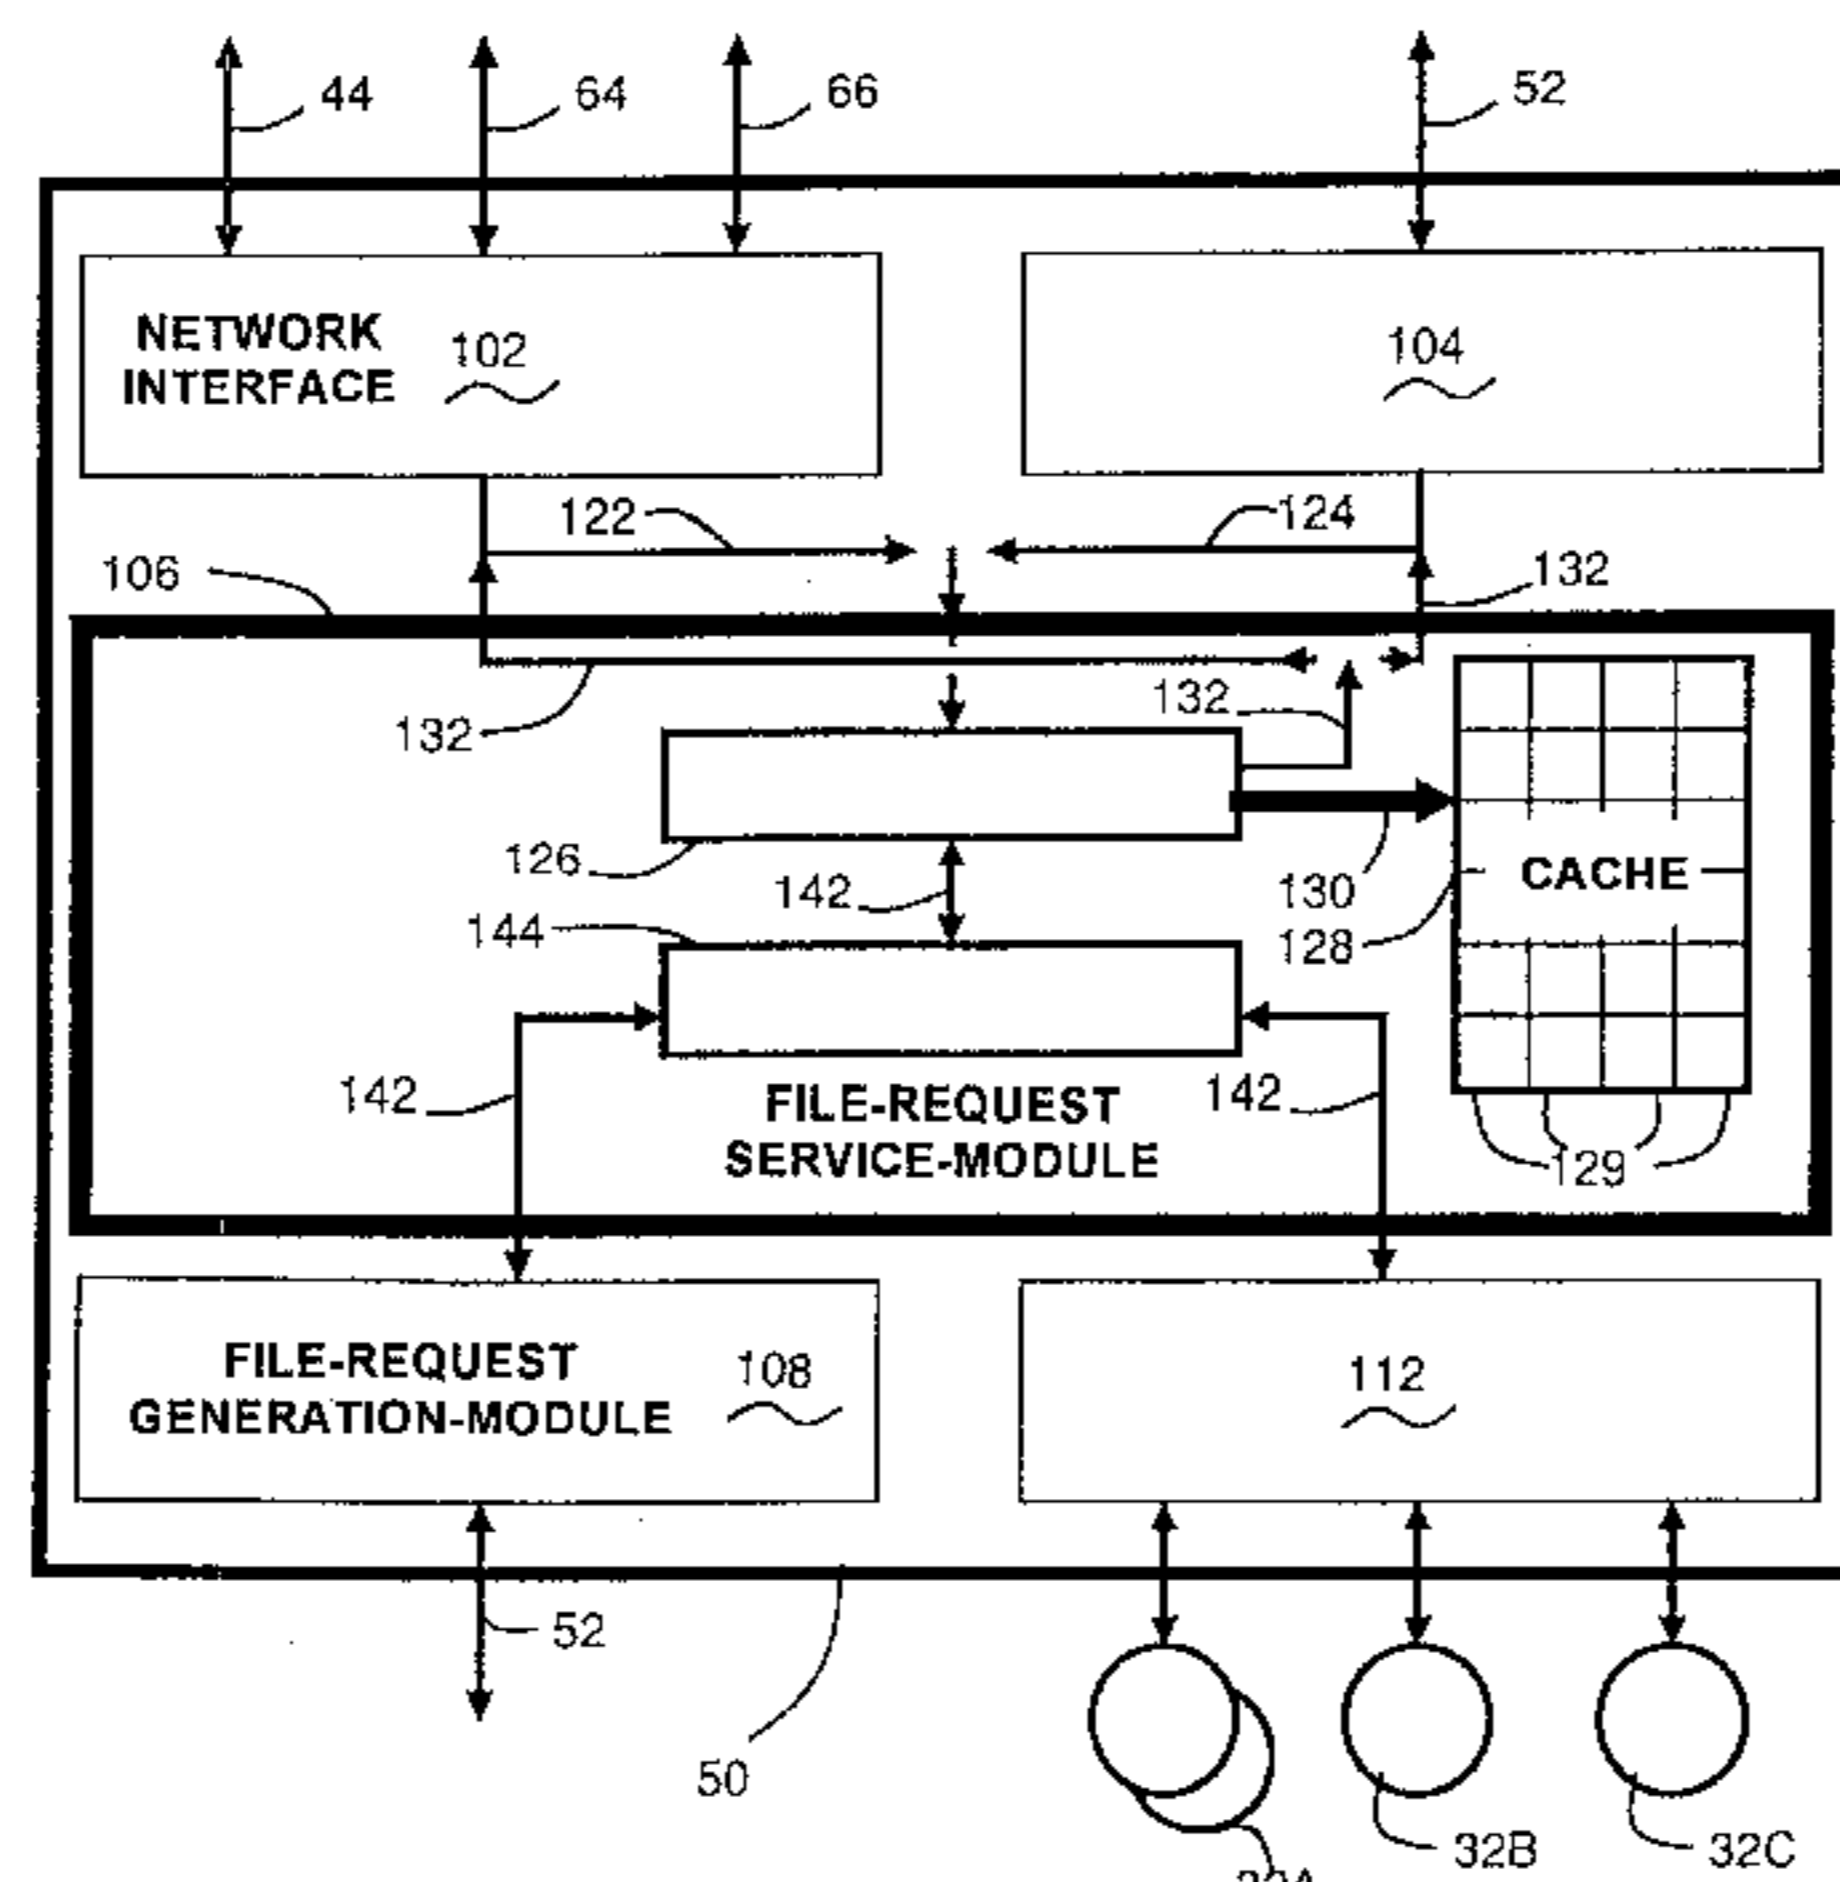 44
64
66
52
NETWORK
INTERFACE
102
104
122
124
106
132
132
132
126
142
130
CACHE
144
128
142
142
FILE-REQUEST
SERVICE-MODULE
129
FILE-REQUEST
GENERATION-MODULE
108
112
52
50
32B
32C